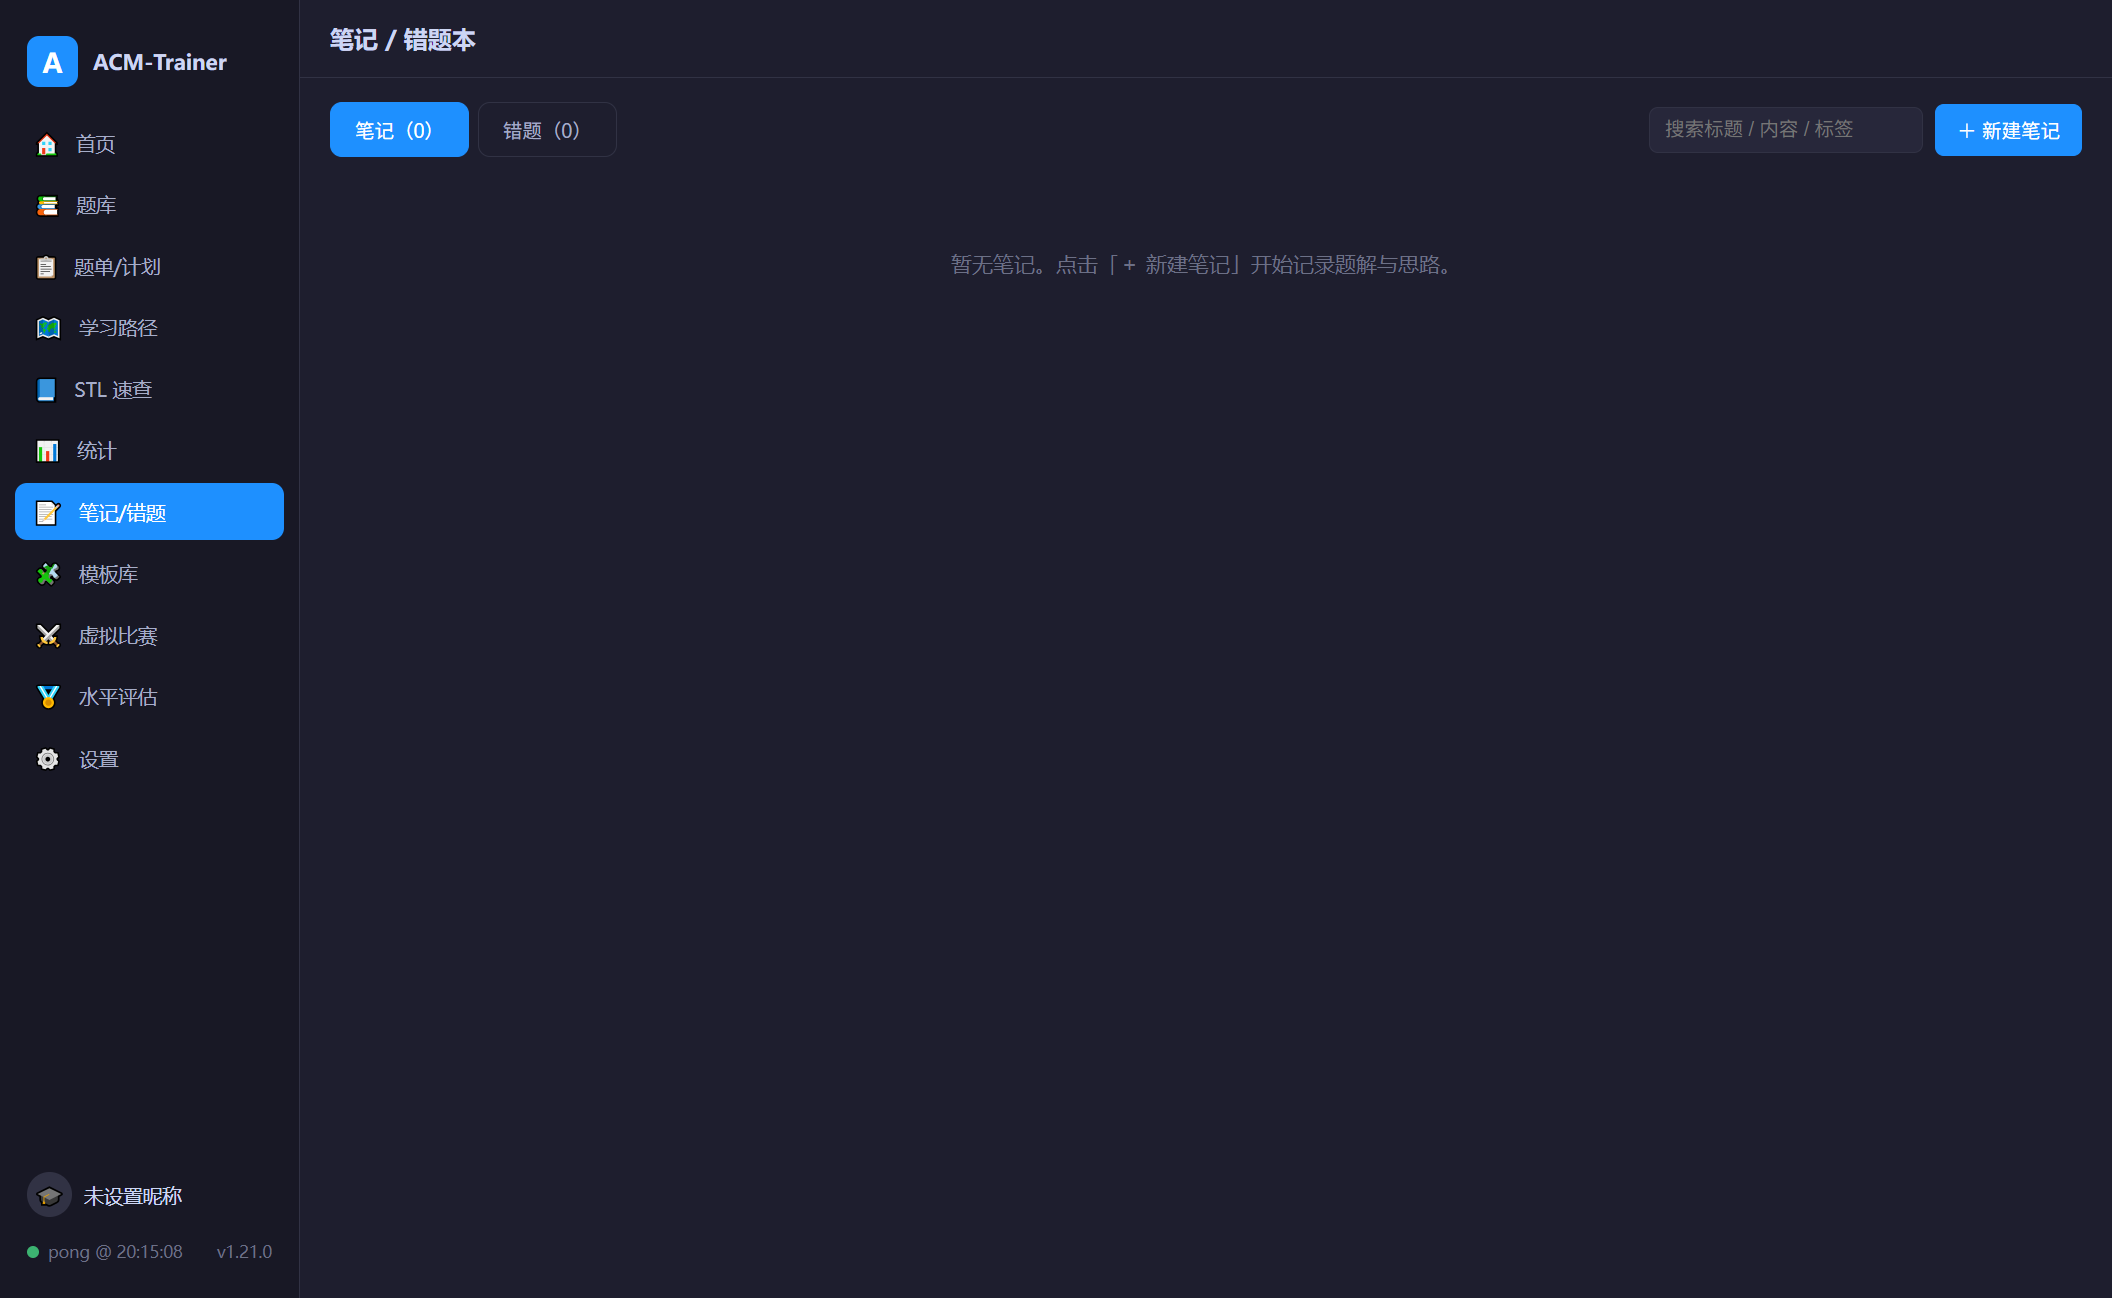 A ACM-Trainer
首页
题库
题单/计划
学习路径
STL 速查
统计
笔记/错题
模板库
虚拟比赛
水平评估
设置
未设置昵称
pong @ 20:15:08 v1.21.0
笔记 / 错题本
笔记（0） 错题（0） 搜索标题 / 内容 / 标签 ＋ 新建笔记
暂无笔记。点击「＋ 新建笔记」开始记录题解与思路。